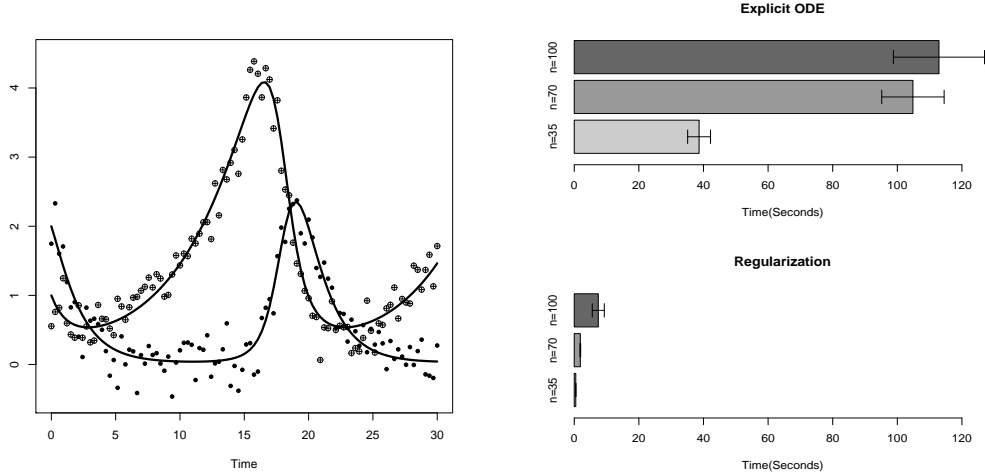 4
3
2
1
0
0 5 10 15 20 25 30
Time
Explicit ODE
n=100
n=70
n=35
0 20 40 60 80 100 120
Time(Seconds)
Regularization
n=100
n=70
n=35
0 20 40 60 80 100 120
Time(Seconds)